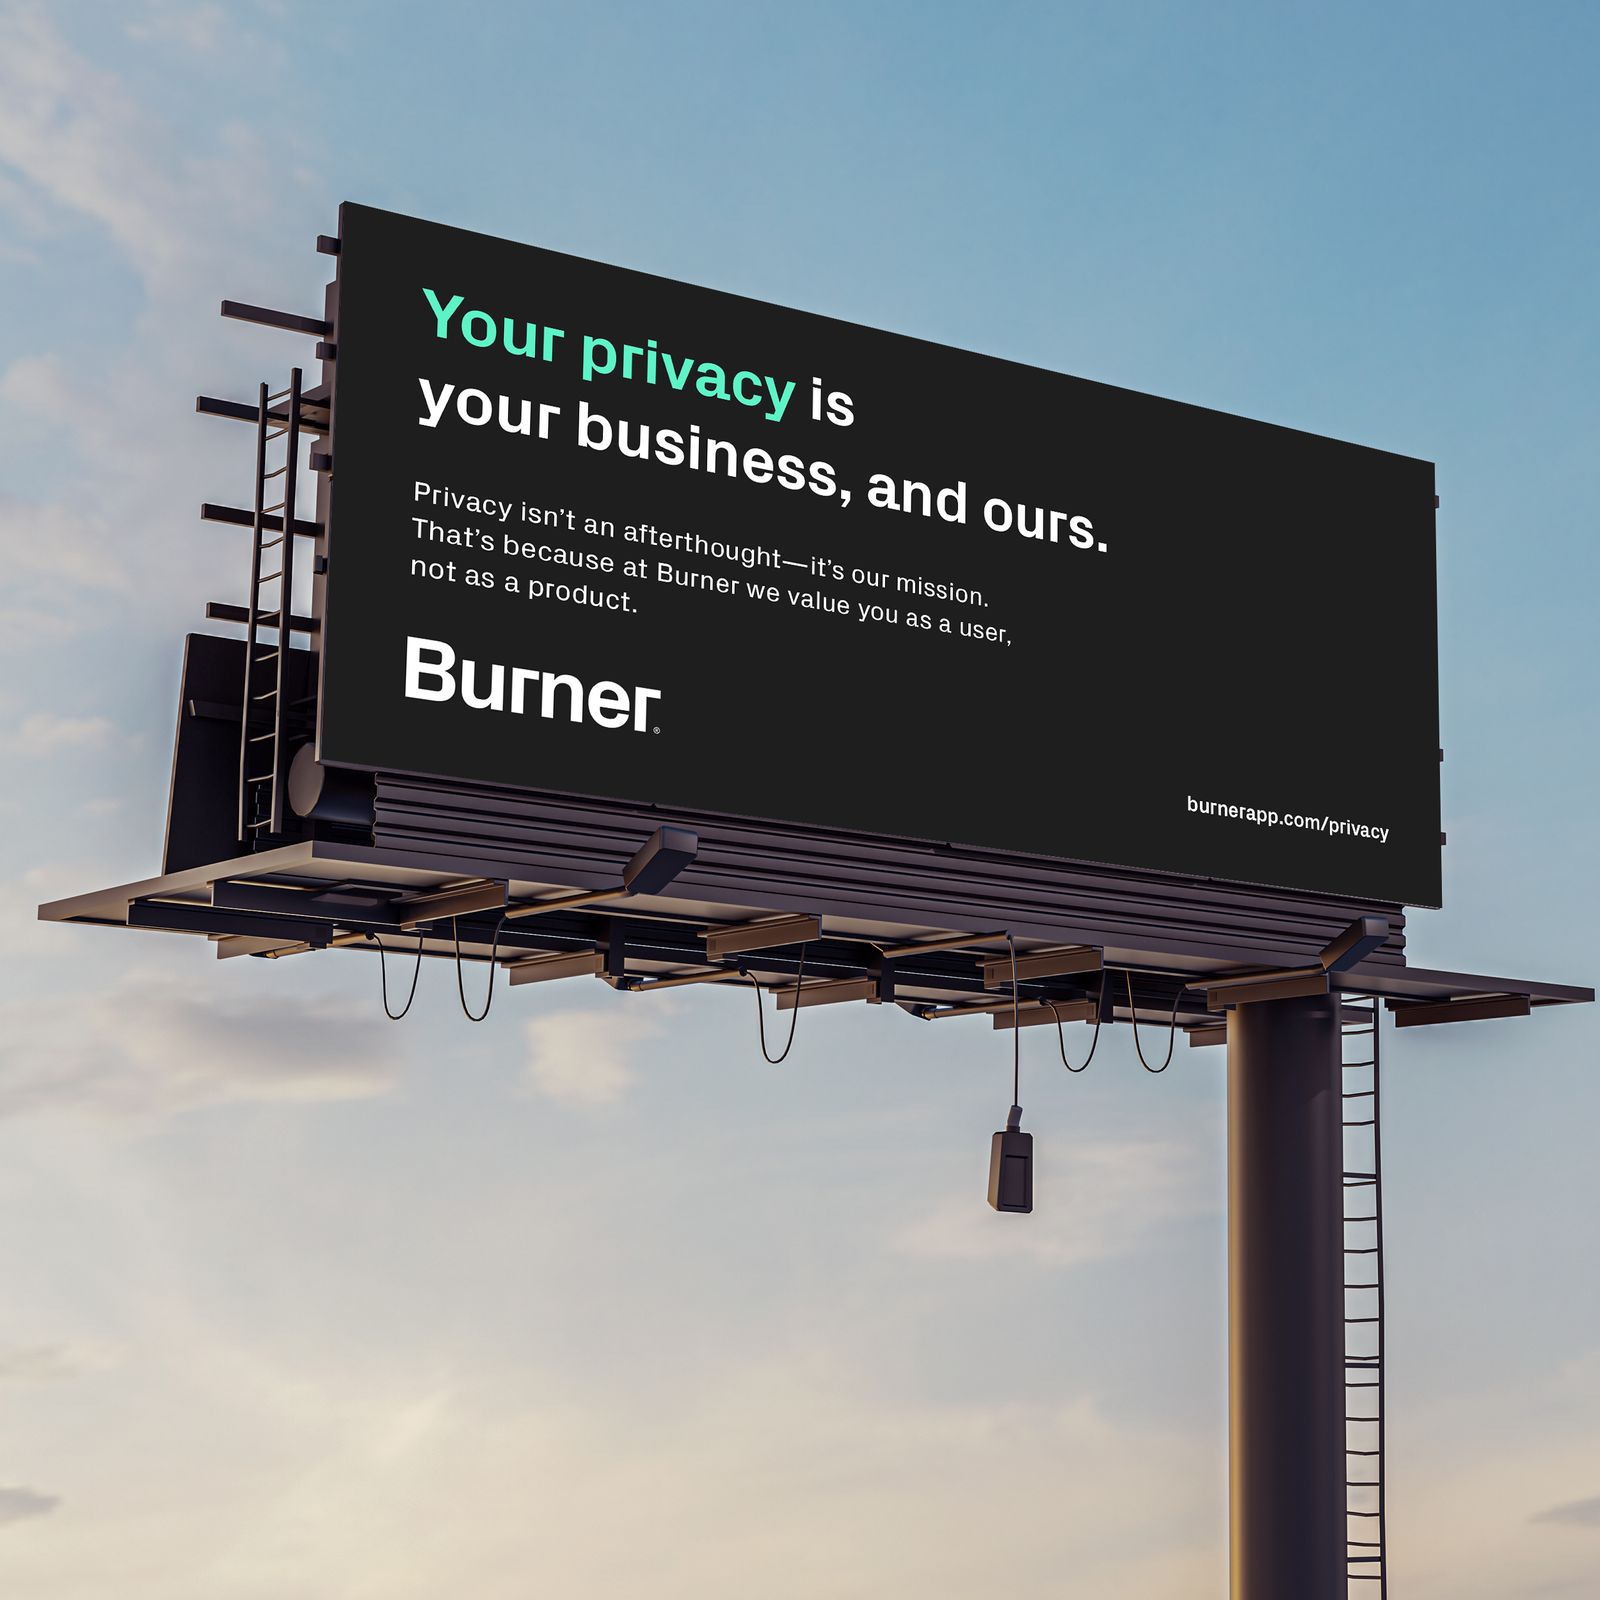 Your privacy is
your business, and ours.
Privacy isn't an afterthought—it's our mission.
That's because at Burner we value you as a user,
not as a product.
Burner®
burnerapp.com/privacy